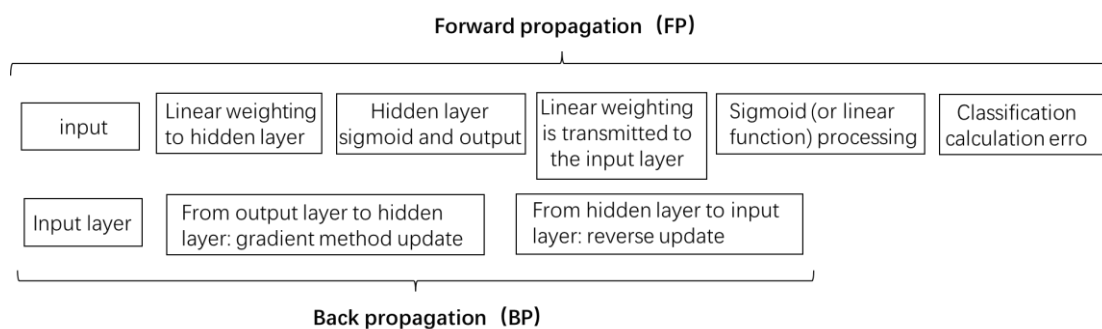 Forward propagation（FP）
input
Linear weighting
to hidden layer
Hidden layer
sigmoid and output
Linear weighting
is transmitted to
the input layer
Sigmoid (or linear
function) processing
Classification
calculation erro
Input layer
From output layer to hidden
layer: gradient method update
From hidden layer to input
layer: reverse update
Back propagation（BP）